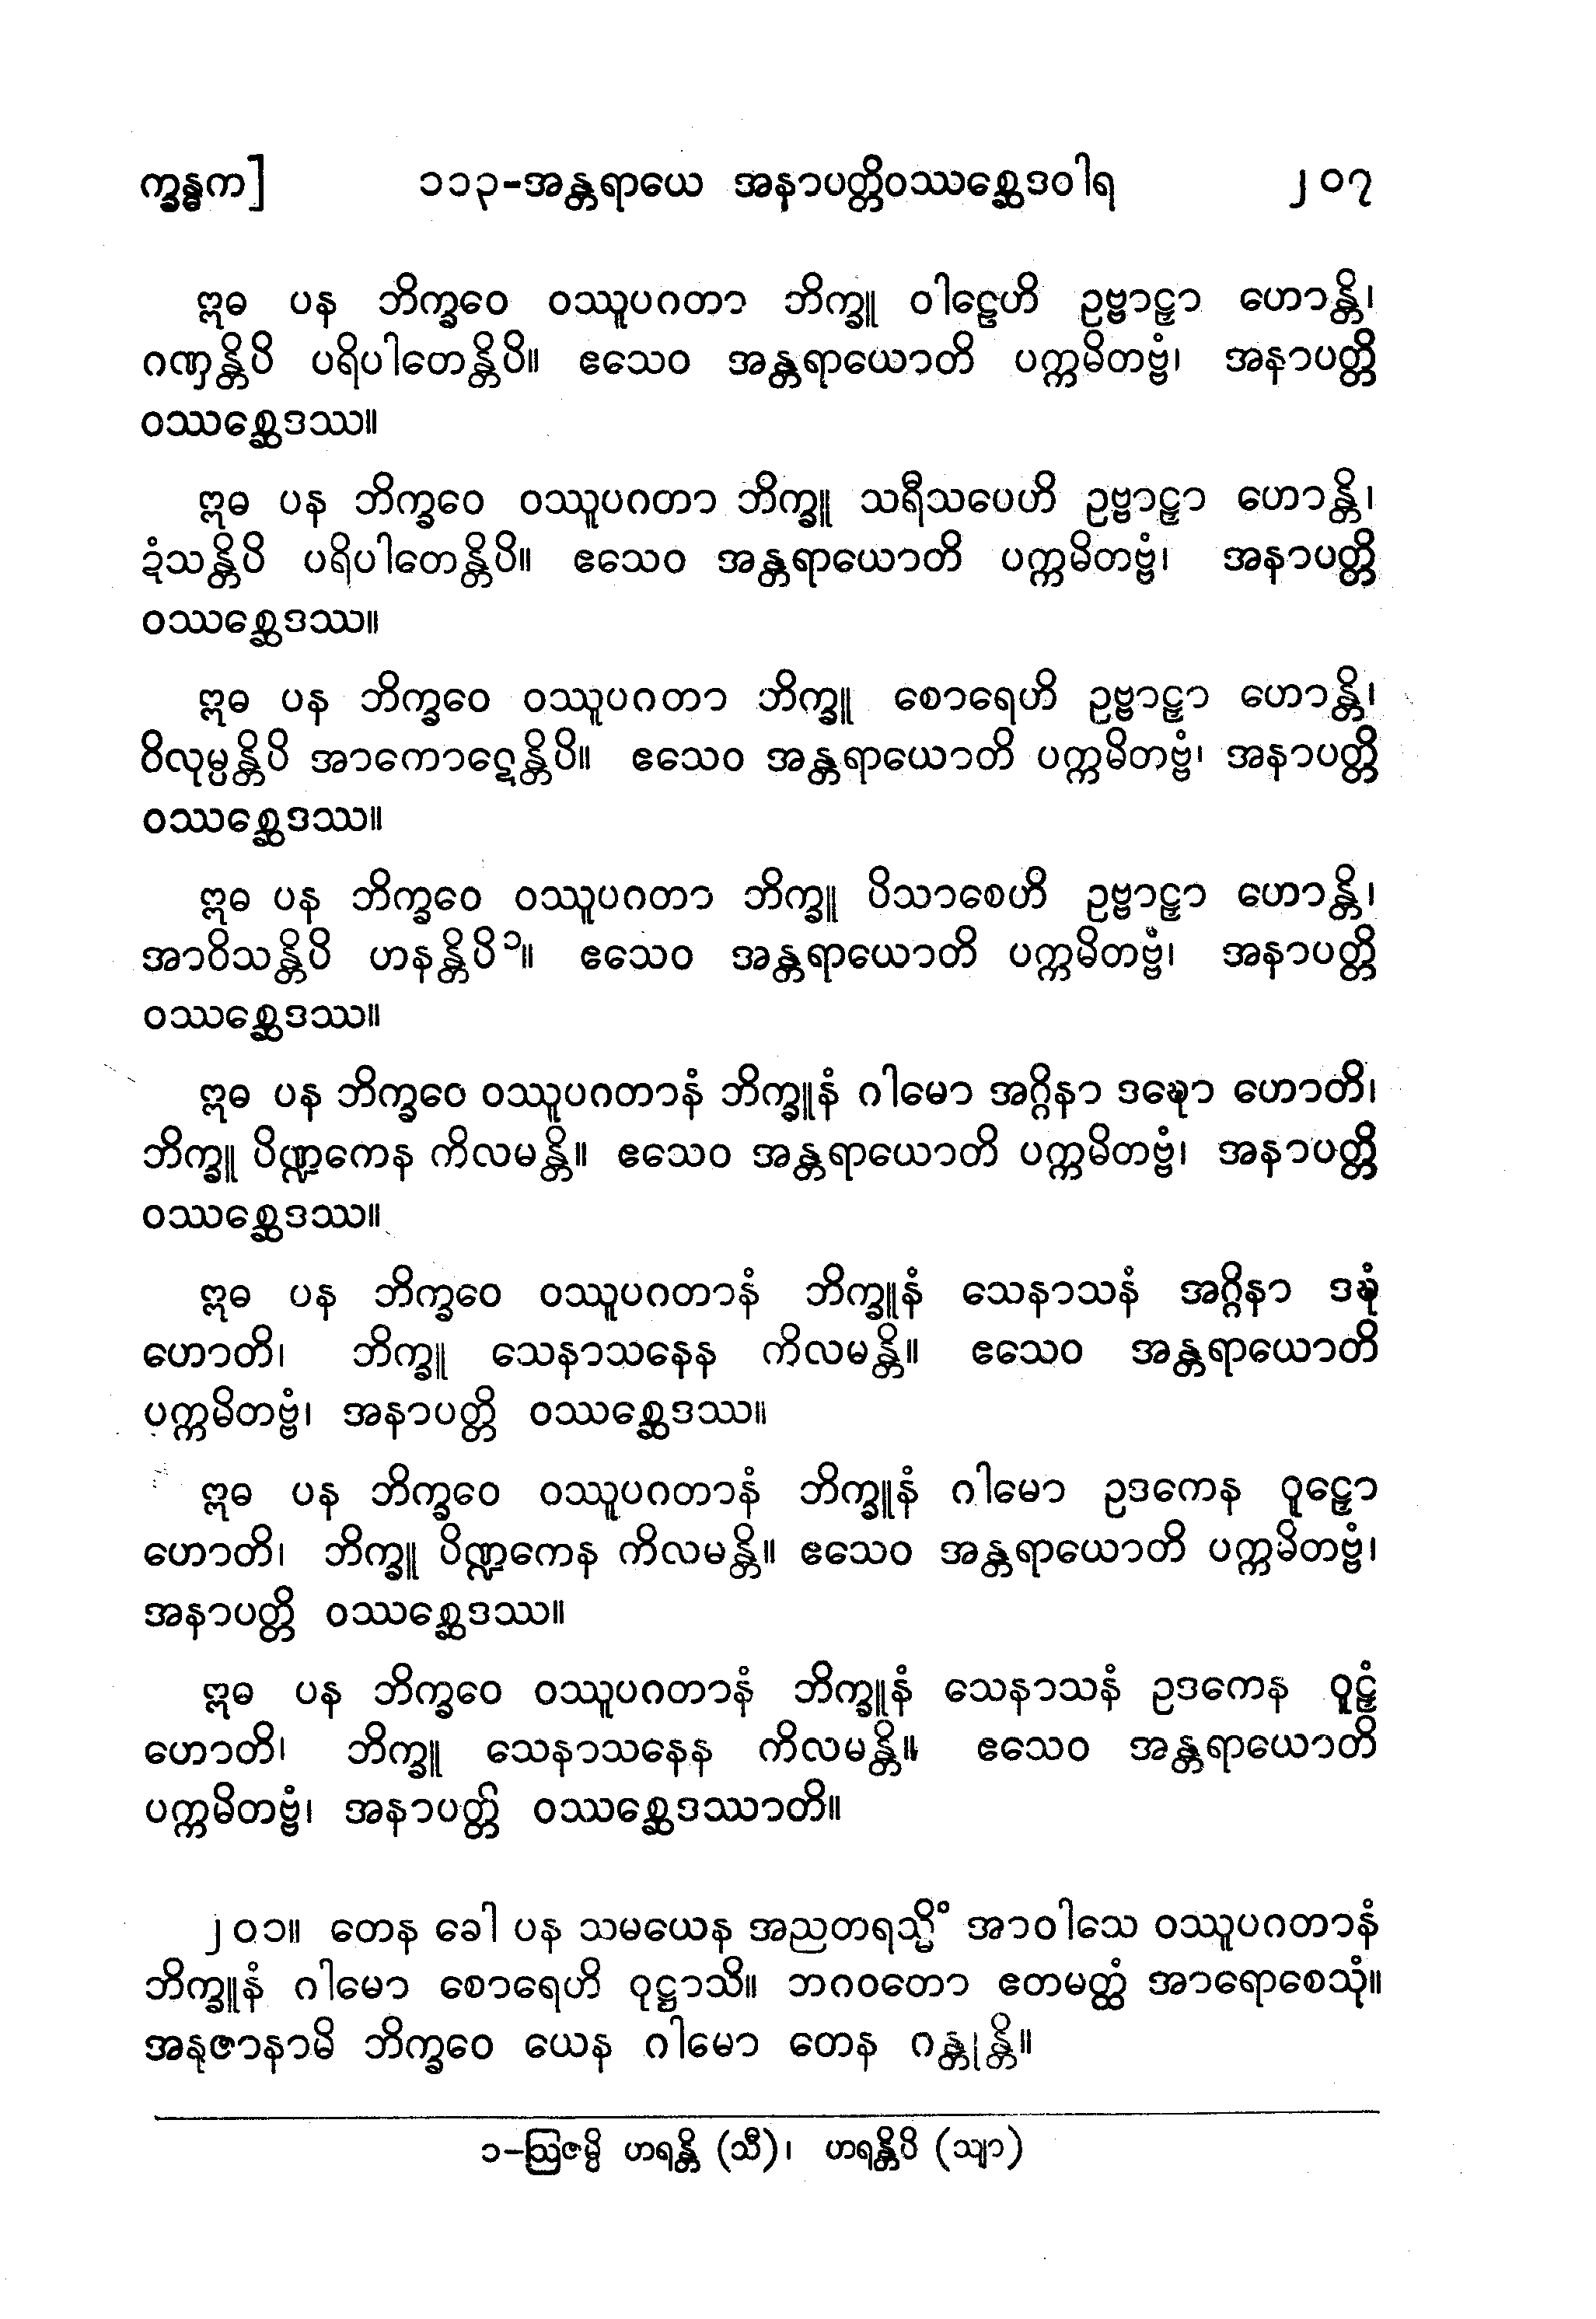 က္ခန္ဓက] ၁၁၃-အန္တရာယေ အနာပတ္တိဝဿစ္ဆေဒဝါရ ၂၀၇
ဣဓ ပန ဘိက္ခဝေ ဝဿူပဂတာ ဘိက္ခူ ဝါဠေဟိ ဥဗ္ဗာဠှာ ဟောန္တိ၊
ဂဏှန္တိပိ ပရိပါတေန္တိပိ။ ဧသေဝ အန္တရာယောတိ ပက္ကမိတဗ္ဗံ၊ အနာပတ္တိ
ဝဿစ္ဆေဒဿ။
ဣဓ ပန ဘိက္ခဝေ ဝဿူပဂတာ ဘိက္ခူ သရီသပေဟိ ဥဗ္ဗာဠှာ ဟောန္တိ၊
ဍံသန္တိပိ ပရိပါတေန္တိပိ။ ဧသေဝ အန္တရာယောတိ ပက္ကမိတဗ္ဗံ၊ အနာပတ္တိ
ဝဿစ္ဆေဒဿ။
ဣဓ ပန ဘိက္ခဝေ ဝဿူပဂတာ ဘိက္ခူ စောရေဟိ ဥဗ္ဗာဠှာ ဟောန္တိ၊
ဝိလုမ္ပန္တိပိ အာကောဋေန္တိပိ။ ဧသေဝ အန္တရာယောတိ ပက္ကမိတဗ္ဗံ၊ အနာပတ္တိ
ဝဿစ္ဆေဒဿ။
ဣဓ ပန ဘိက္ခဝေ ဝဿူပဂတာ ဘိက္ခူ ပိသာစေဟိ ဥဗ္ဗာဠှာ ဟောန္တိ၊
အာဝိသန္တိပိ ဟနန္တိပိ၁။ ဧသေဝ အန္တရာယောတိ ပက္ကမိတဗ္ဗံ၊ အနာပတ္တိ
ဝဿစ္ဆေဒဿ။
ဣဓ ပန ဘိက္ခဝေ ဝဿူပဂတာနံ ဘိက္ခူနံ ဂါမော အဂ္ဂိနာ ဒဍ္ဎော ဟောတိ၊
ဘိက္ခူ ပိဏ္ဍကေန ကိလမန္တိ။ ဧသေဝ အန္တရာယောတိ ပက္ကမိတဗ္ဗံ၊ အနာပတ္တိ
ဝဿစ္ဆေဒဿ။
ဣဓ ပန ဘိက္ခဝေ ဝဿူပဂတာနံ ဘိက္ခူနံ သေနာသနံ အဂ္ဂိနာ ဒဍ္ဎံ
ဟောတိ၊ ဘိက္ခူ သေနာသနေန ကိလမန္တိ။ ဧသေဝ အန္တရာယောတိ
ပက္ကမိတဗ္ဗံ၊ အနာပတ္တိ ဝဿစ္ဆေဒဿ။
ဣဓ ပန ဘိက္ခဝေ ဝဿူပဂတာနံ ဘိက္ခူနံ ဂါမော ဥဒကေန ဝူဠှော
ဟောတိ၊ ဘိက္ခူ ပိဏ္ဍကေန ကိလမန္တိ။ ဧသေဝ အန္တရာယောတိ ပက္ကမိတဗ္ဗံ၊
အနာပတ္တိ ဝဿစ္ဆေဒဿ။
ဣဓ ပန ဘိက္ခဝေ ဝဿူပဂတာနံ ဘိက္ခူနံ သေနာသနံ ဥဒကေန ဝူဠှံ
ဟောတိ၊ ဘိက္ခူ သေနာသနေန ကိလမန္တိ။ ဧသေဝ အန္တရာယောတိ
ပက္ကမိတဗ္ဗံ၊ အနာပတ္တိ ဝဿစ္ဆေဒဿာတိ။
၂၀၁။ တေန ခေါ ပန သမယေန အညတရသ္မိံ အာဝါသေ ဝဿူပဂတာနံ
ဘိက္ခူနံ ဂါမော စောရေဟိ ဝုဋ္ဌာသိ။ ဘဂဝတော ဧတမတ္ထံ အာရောစေသုံ။
အနုဇာနာမိ ဘိက္ခဝေ ယေန ဂါမော တေန ဂန္တုန္တိ။
၁-ဩဇမ္ပိ ဟရန္တိ (သီ)၊ ဟရန္တိပိ (သျာ)